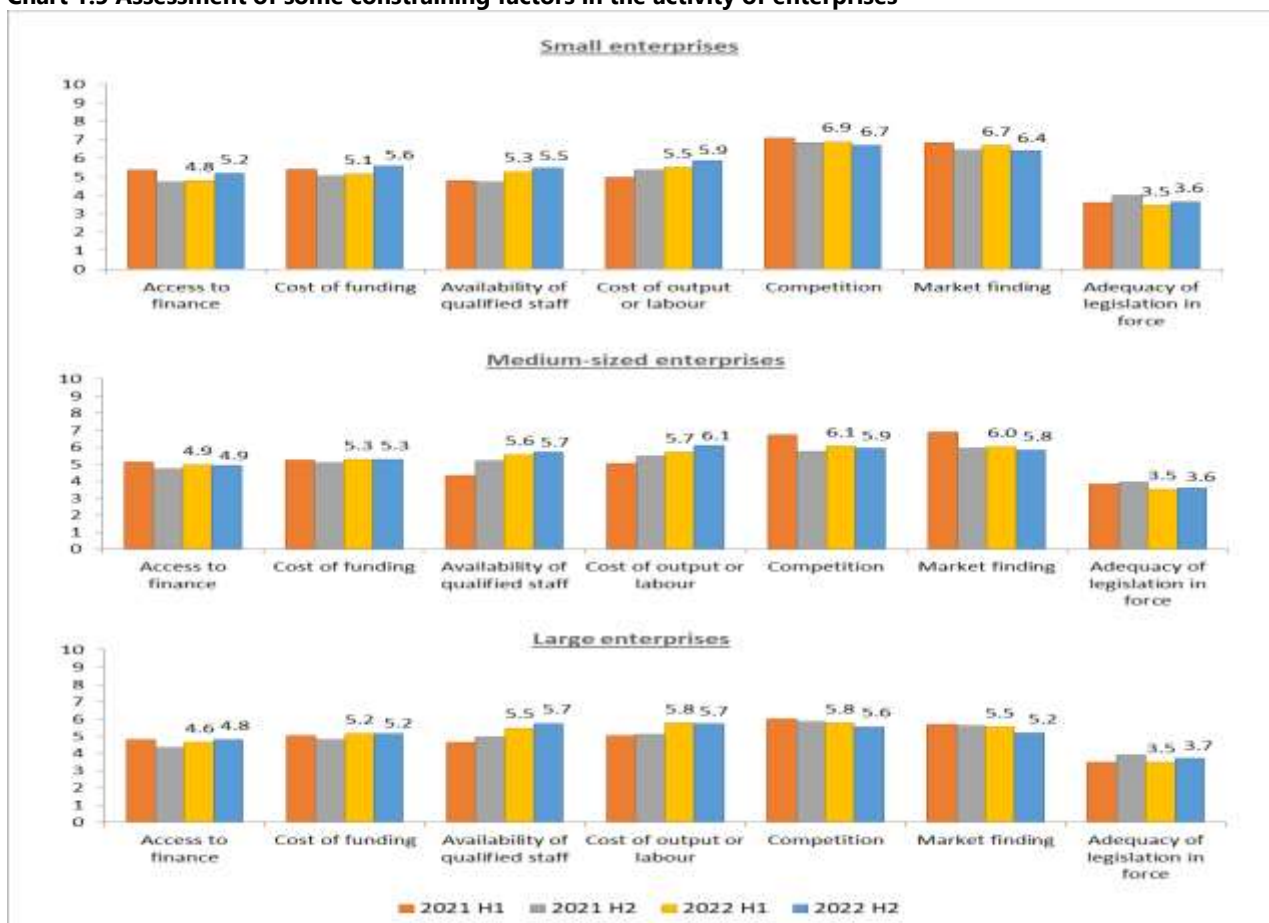 Chart 1.5 Assessment of some constraining factors in the activity of enterprises
Small enterprises
10
9
8
7
6
5
4
3
2
1
0
4.8 5.2
5.1 5.6
5.3 5.5
5.5 5.9
6.9 6.7
6.7 6.4
3.5 3.6
Access to finance
Cost of funding
Availability of qualified staff
Cost of output or labour
Competition
Market finding
Adequacy of legislation in force
Medium-sized enterprises
10
9
8
7
6
5
4
3
2
1
0
4.9 4.9
5.3 5.3
5.6 5.7
5.7 6.1
6.1 5.9
6.0 5.8
3.5 3.6
Access to finance
Cost of funding
Availability of qualified staff
Cost of output or labour
Competition
Market finding
Adequacy of legislation in force
Large enterprises
10
9
8
7
6
5
4
3
2
1
0
4.6 4.8
5.2 5.2
5.5 5.7
5.8 5.7
5.8 5.6
5.5 5.2
3.5 3.7
Access to finance
Cost of funding
Availability of qualified staff
Cost of output or labour
Competition
Market finding
Adequacy of legislation in force
2021 H1 2021 H2 2022 H1 2022 H2